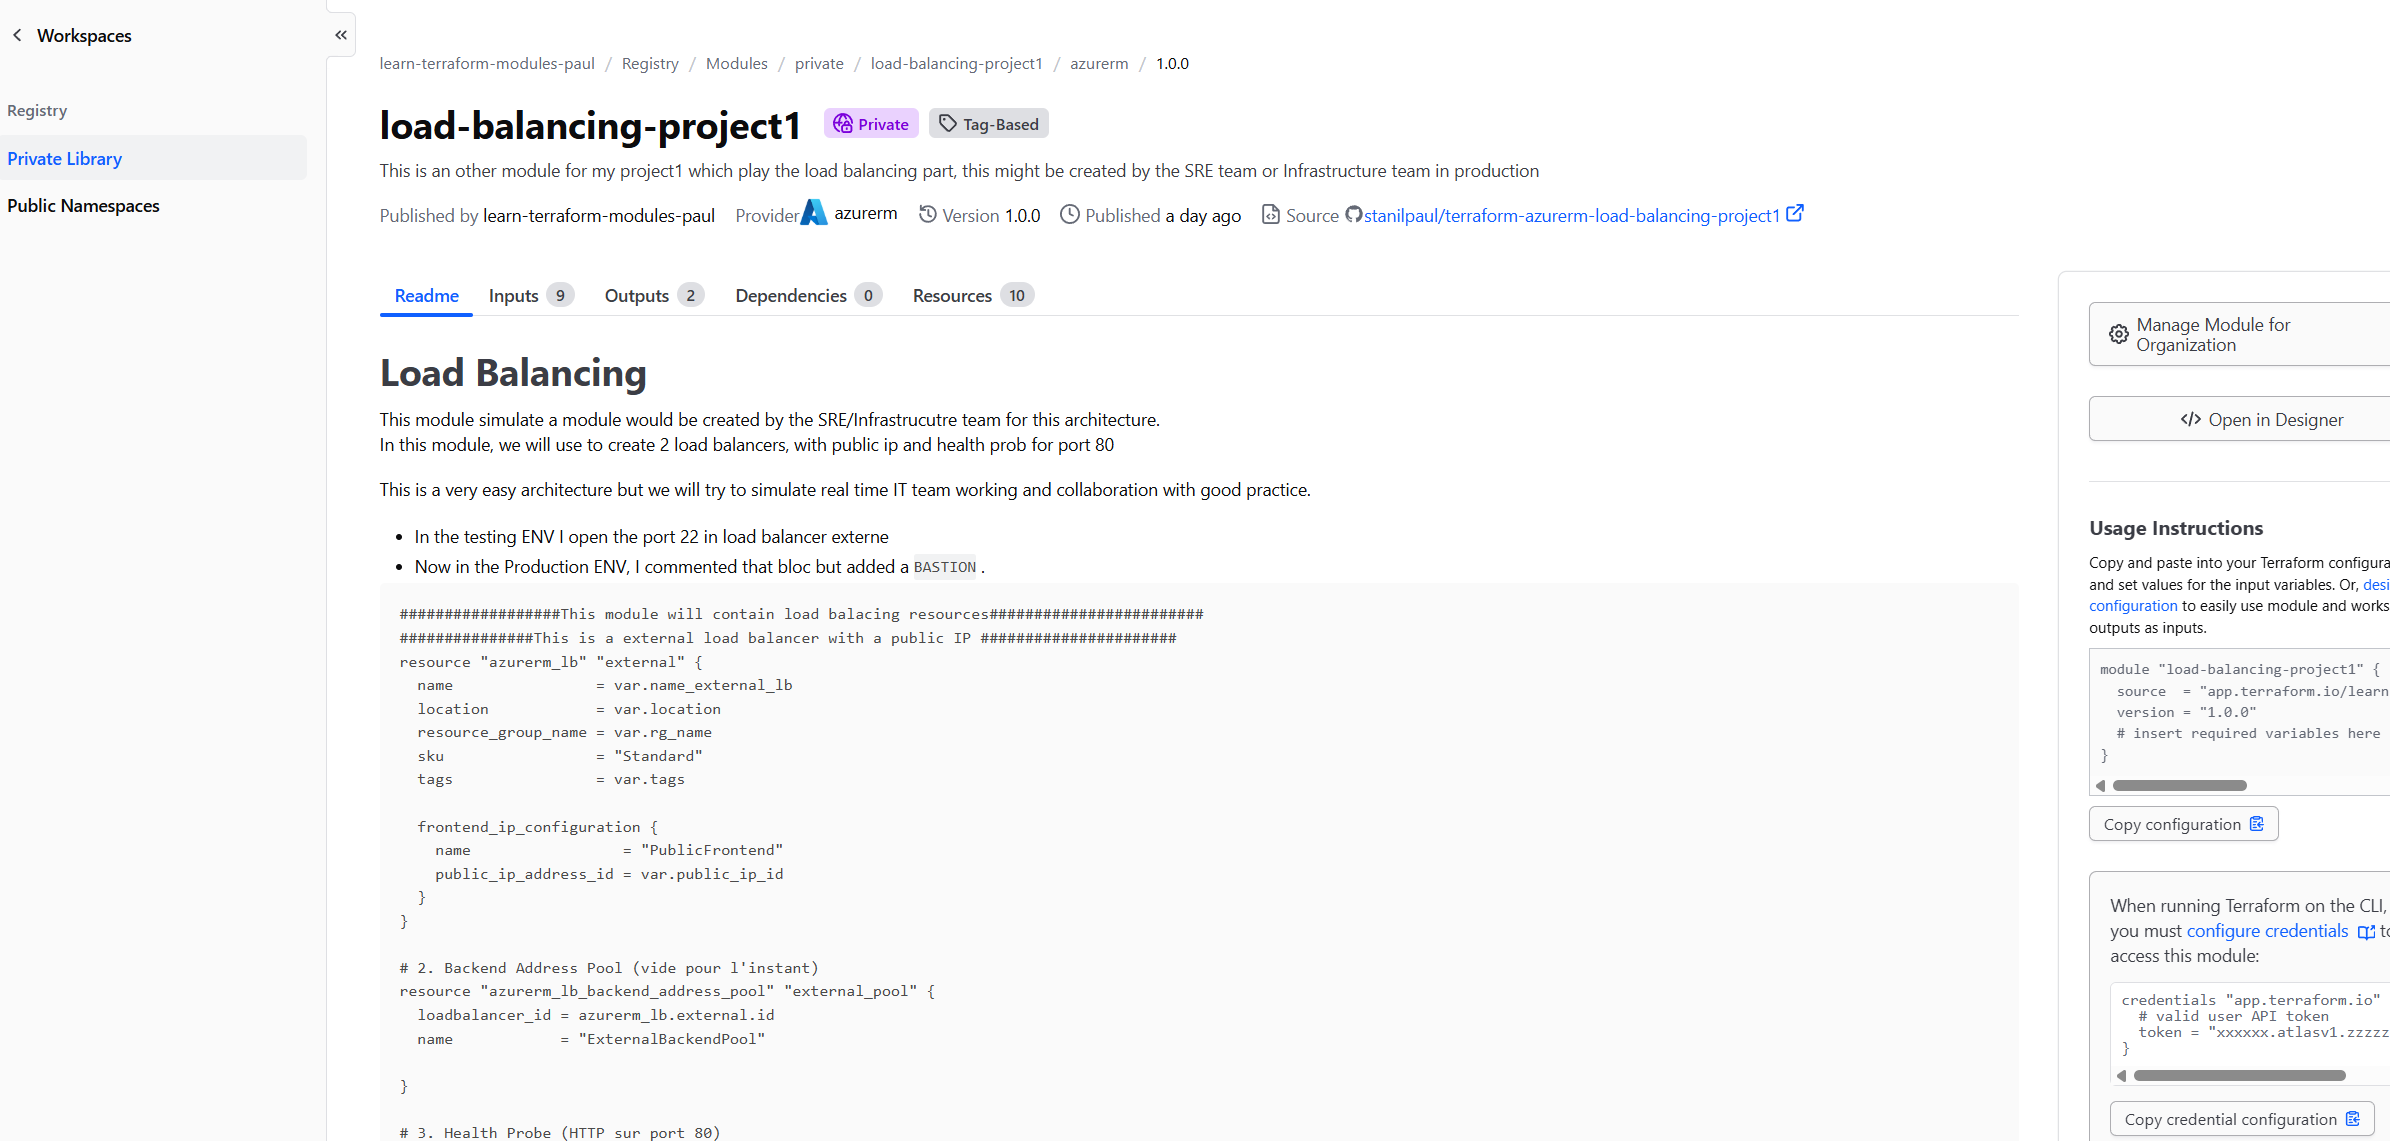 Workspaces
Registry
Private Library
Public Namespaces
learn-terraform-modules-paul / Registry / Modules / private / load-balancing-project1 / azurerm / 1.0.0
load-balancing-project1 Private Tag-Based
This is an other module for my project1 which play the load balancing part, this might be created by the SRE team or Infrastructure team in production
Published by learn-terraform-modules-paul Provider azurerm Version 1.0.0 Published a day ago Source stanilpaul/terraform-azurerm-load-balancing-project1
Readme Inputs 9 Outputs 2 Dependencies 0 Resources 10
Load Balancing
This module simulate a module would be created by the SRE/Infrastrucutre team for this architecture.
In this module, we will use to create 2 load balancers, with public ip and health prob for port 80
This is a very easy architecture but we will try to simulate real time IT team working and collaboration with good practice.
• In the testing ENV I open the port 22 in load balancer externe
• Now in the Production ENV, I commented that bloc but added a BASTION .
##################This module will contain load balacing resources########################
###############This is a external load balancer with a public IP ######################
resource "azurerm_lb" "external" {
name = var.name_external_lb
location = var.location
resource_group_name = var.rg_name
sku = "Standard"
tags = var.tags
frontend_ip_configuration {
name = "PublicFrontend"
public_ip_address_id = var.public_ip_id
}
}
# 2. Backend Address Pool (vide pour l'instant)
resource "azurerm_lb_backend_address_pool" "external_pool" {
loadbalancer_id = azurerm_lb.external.id
name = "ExternalBackendPool"
}
# 3. Health Probe (HTTP sur port 80)
Manage Module for
Organization
</> Open in Designer
Usage Instructions
Copy and paste into your Terraform configura
and set values for the input variables. Or, desi
configuration to easily use module and works
outputs as inputs.
module "load-balancing-project1" {
source = "app.terraform.io/learn
version = "1.0.0"
# insert required variables here
}
Copy configuration
When running Terraform on the CLI,
you must configure credentials to
access this module:
credentials "app.terraform.io"
# valid user API token
token = "xxxxxx.atlasv1.zzzzz
}
Copy credential configuration